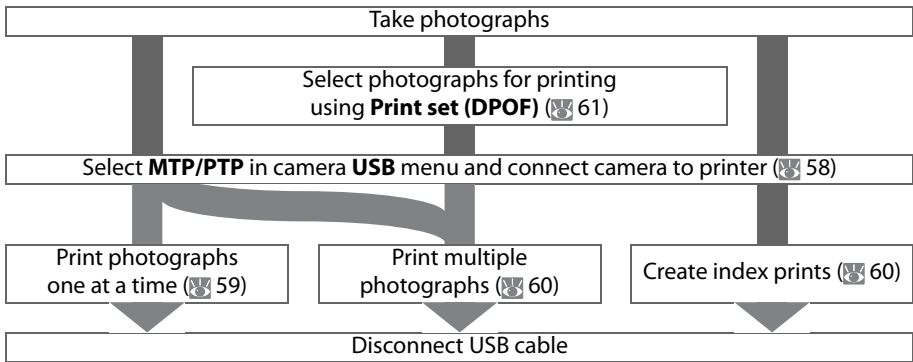 Take photographs
Select photographs for printing
using Print set (DPOF) (61)
Select MTP/PTP in camera USB menu and connect camera to printer (58)
Print photographs
one at a time (59)
Print multiple
photographs (60)
Create index prints (60)
Disconnect USB cable